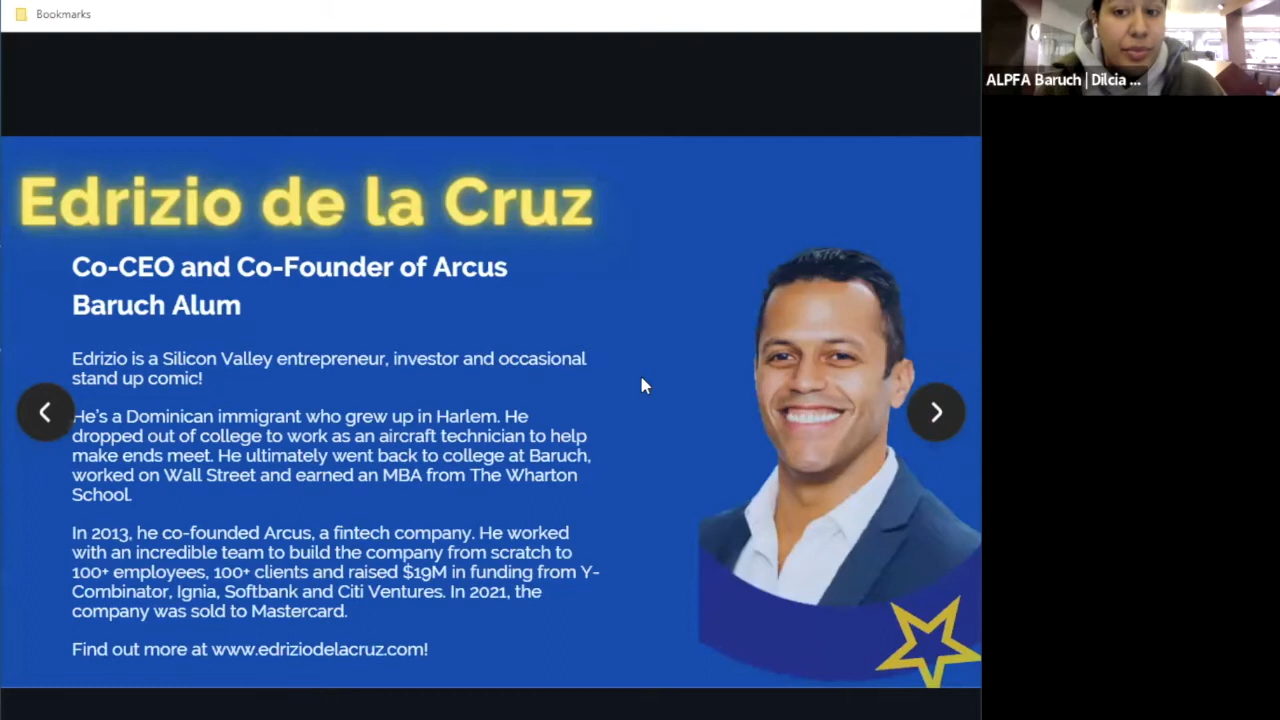 Bookmarks
ALPFA Baruch | Dilcia ...
Edrizio de la Cruz
Co-CEO and Co-Founder of Arcus
Baruch Alum
Edrizio is a Silicon Valley entrepreneur, investor and occasional
stand up comic!
He's a Dominican immigrant who grew up in Harlem. He
dropped out of college to work as an aircraft technician to help
make ends meet. He ultimately went back to college at Baruch,
worked on Wall Street and earned an MBA from The Wharton
School.
In 2013, he co-founded Arcus, a fintech company. He worked
with an incredible team to build the company from scratch to
100+ employees, 100+ clients and raised $19M in funding from Y-
Combinator, Ignia, Softbank and Citi Ventures. In 2021, the
company was sold to Mastercard.
Find out more at www.edriziodelacruz.com!